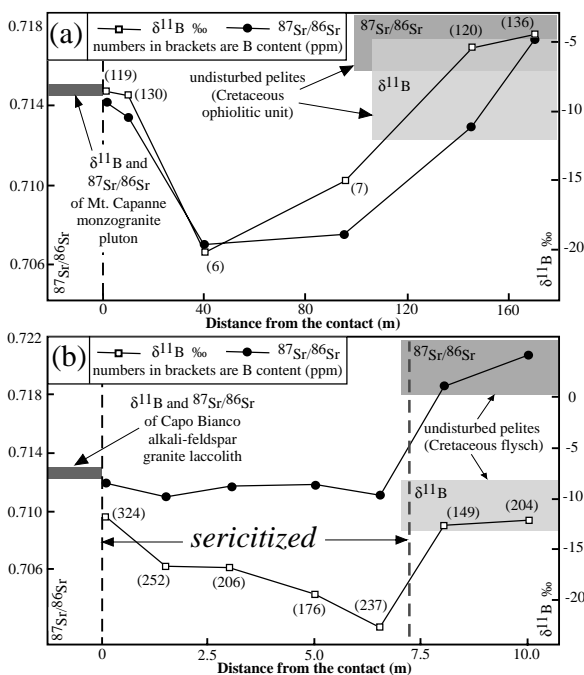 (a)
δ11B ‰ 87Sr/86Sr
numbers in brackets are B content (ppm)
0.718
0.714
0.710
0.706
87Sr/86Sr
87Sr/86Sr
undisturbed pelites
(Cretaceous
ophiolitic unit)
δ11B
(119)
(130)
(6)
(7)
(120)
(136)
δ11B and
87Sr/86Sr
of Mt. Capanne
monzogranite
pluton
-5
-10
-15
-20
δ11B ‰
0 40 80 120 160
Distance from the contact (m)
(b)
δ11B ‰ 87Sr/86Sr
numbers in brackets are B content (ppm)
0.722
0.718
0.714
0.710
0.706
87Sr/86Sr
87Sr/86Sr
δ11B and 87Sr/86Sr
of Capo Bianco
alkali-feldspar
granite laccolith
undisturbed pelites
(Cretaceous flysch)
δ11B
(324)
(252)
(206)
(176)
(237)
(149)
(204)
sericitized
0
-5
-10
-15
-20
δ11B ‰
0 2.5 5.0 7.5 10.0
Distance from the contact (m)